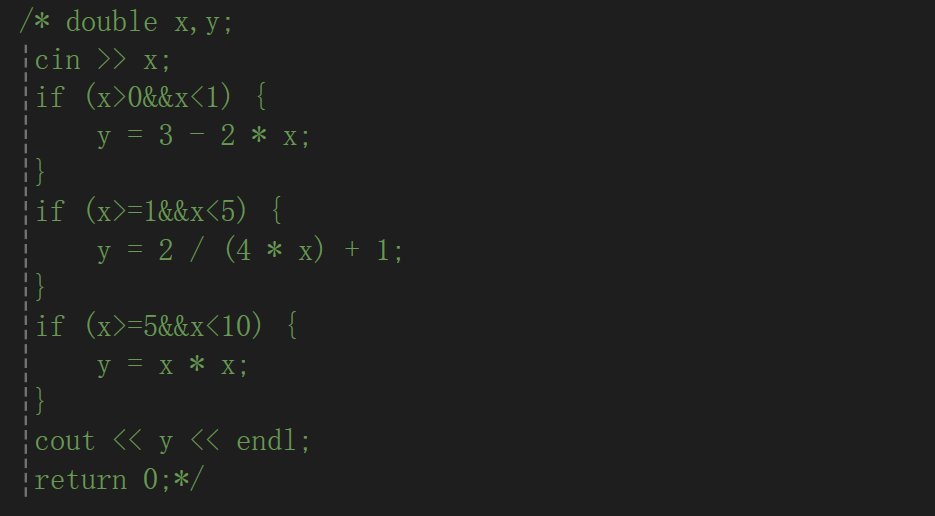 /* double x,y;
cin >> x;
if (x>0&&x<1) {
y = 3 - 2 * x;
}
if (x>=1&&x<5) {
y = 2 / (4 * x) + 1;
}
if (x>=5&&x<10) {
y = x * x;
}
cout << y << endl;
return 0;*/